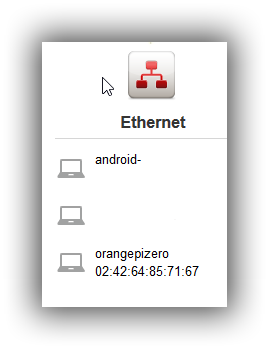 Ethernet
android-
orangepizero
02:42:64:85:71:67